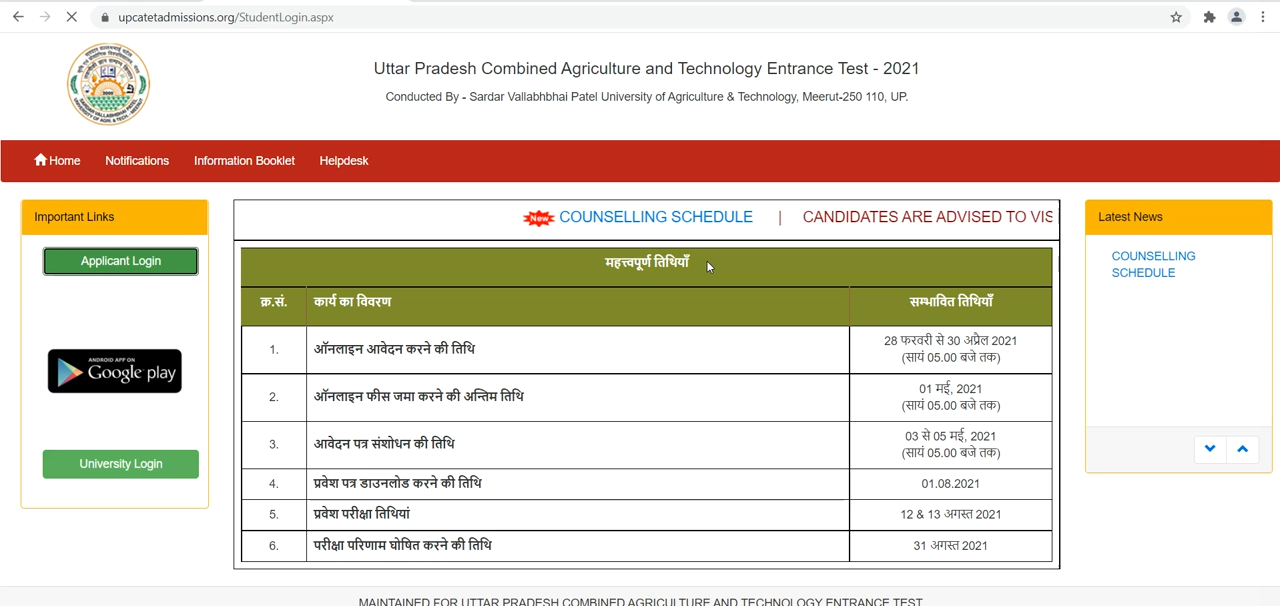 upcatetadmissions.org/StudentLogin.aspx
Uttar Pradesh Combined Agriculture and Technology Entrance Test - 2021
Conducted By - Sardar Vallabhbhai Patel University of Agriculture & Technology, Meerut-250 110, UP.
Home Notifications Information Booklet Helpdesk
Important Links
Applicant Login
ANDROID APP ON
Google play
University Login
New COUNSELLING SCHEDULE | CANDIDATES ARE ADVISED TO VIS
महत्त्वपूर्ण तिथियाँ
क्र.सं. कार्य का विवरण सम्भावित तिथियाँ
1. ऑनलाइन आवेदन करने की तिथि 28 फरवरी से 30 अप्रैल 2021
(सायं 05.00 बजे तक)
2. ऑनलाइन फीस जमा करने की अन्तिम तिथि 01 मई, 2021
(सायं 05.00 बजे तक)
3. आवेदन पत्र संशोधन की तिथि 03 से 05 मई, 2021
(सायं 05.00 बजे तक)
4. प्रवेश पत्र डाउनलोड करने की तिथि 01.08.2021
5. प्रवेश परीक्षा तिथियां 12 & 13 अगस्त 2021
6. परीक्षा परिणाम घोषित करने की तिथि 31 अगस्त 2021
Latest News
COUNSELLING
SCHEDULE
MAINTAINED FOR UTTAR PRADESH COMBINED AGRICULTURE AND TECHNOLOGY ENTRANCE TEST